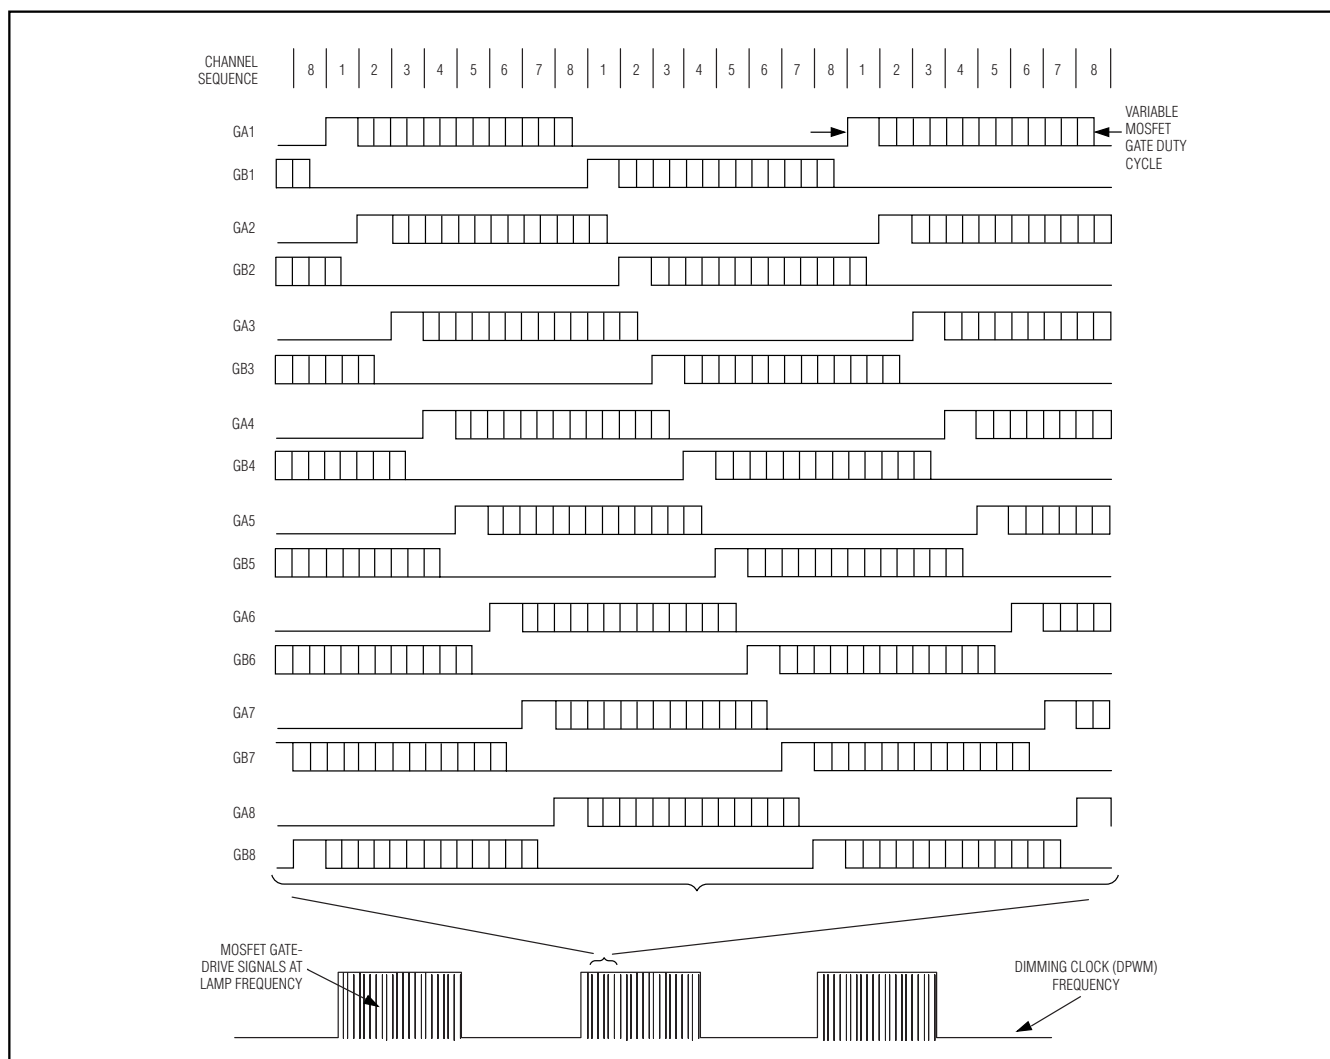 CHANNEL
SEQUENCE
8 1 2 3 4 5 6 7 8 1 2 3 4 5 6 7 8 1 2 3 4 5 6 7 8
GA1
VARIABLE
MOSFET
GATE DUTY
CYCLE
GB1
GA2
GB2
GA3
GB3
GA4
GB4
GA5
GB5
GA6
GB6
GA7
GB7
GA8
GB8
MOSFET GATE-
DRIVE SIGNALS AT
LAMP FREQUENCY
DIMMING CLOCK (DPWM)
FREQUENCY